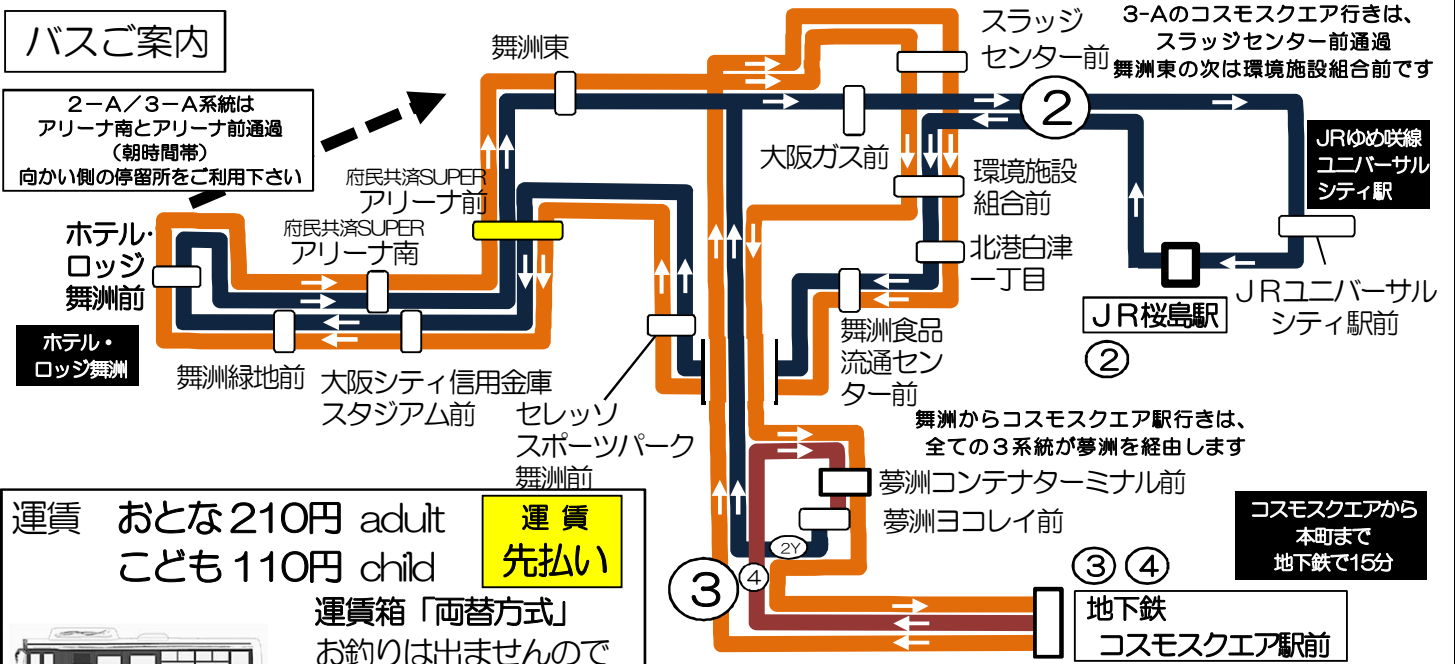 バスご案内
2-A/3-A系統は
アリーナ南とアリーナ前通過
(朝時間帯)
向かい側の停留所をご利用下さい
舞洲東
スラッジ
センター前
3-Aのコスモスクエア行きは、
スラッジセンター前通過
舞洲東の次は環境施設組合前です
②
大阪ガス前
環境施設
組合前
北港白津
一丁目
JRゆめ咲線
ユニバーサル
シティ駅
府民共済SUPER
アリーナ前
府民共済SUPER
アリーナ南
ホテル・
ロッジ
舞洲前
ホテル・
ロッジ舞洲
舞洲緑地前
大阪シティ信用金庫
スタジアム前
セレッソ
スポーツパーク
舞洲前
舞洲食品
流通セン
ター前
JR桜島駅
②
JRユニバーサル
シティ駅前
舞洲からコスモスクエア駅行きは、
全ての3系統が夢洲を経由します
夢洲コンテナターミナル前
夢洲ヨコレイ前
2Y
③
④
コスモスクエアから
本町まで
地下鉄で15分
③ ④
地下鉄
コスモスクエア駅前
運賃 おとな210円 adult
こども110円 child
運賃
先払い
運賃箱「両替方式」
お釣りは出ませんので